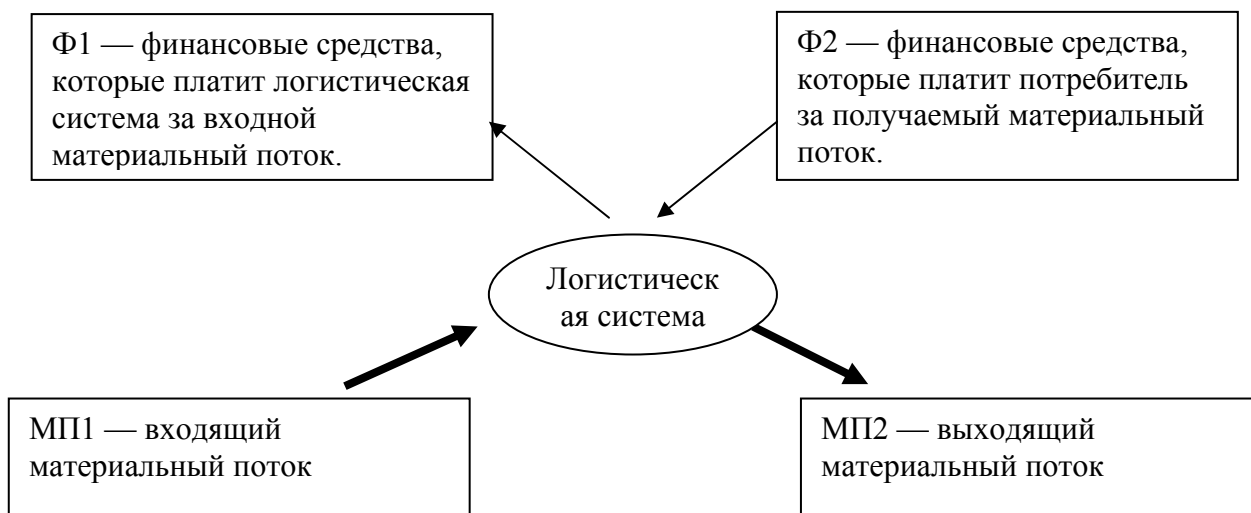 Ф1 — финансовые средства,
которые платит логистическая
система за входной
материальный поток.
Ф2 — финансовые средства,
которые платит потребитель
за получаемый материальный
поток.
Логистическ
ая система
МП1 — входящий
материальный поток
МП2 — выходящий
материальный поток